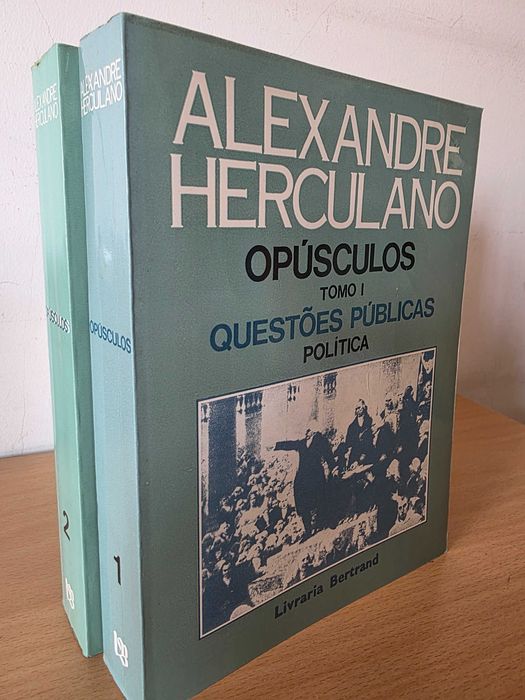 ALEXANDRE
HERCULANO
OPÚSCULOS
TOMO I
QUESTÕES PÚBLICAS
POLÍTICA
Livraria Bertrand
ALEXANDRE
HERCULANO
OPÚSCULOS
1
ALEXANDRE
HERCULANO
OPÚSCULOS
2